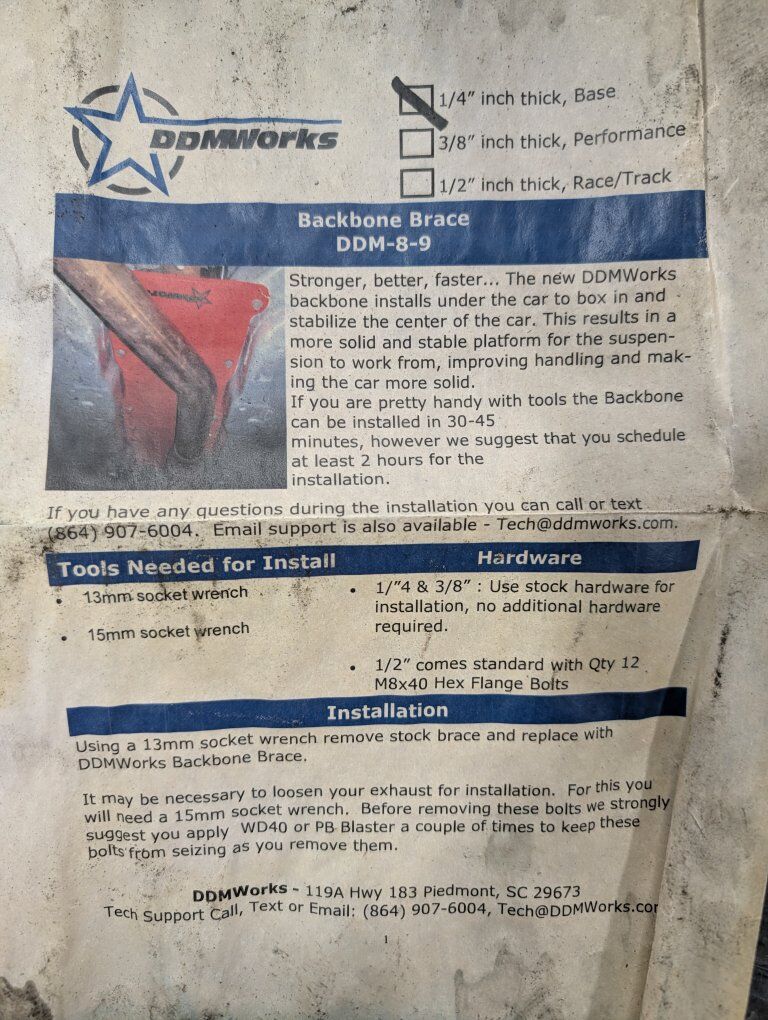 DDMWorks
1/4" inch thick, Base
3/8" inch thick, Performance
1/2" inch thick, Race/Track
Backbone Brace
DDM-8-9
DDMWorks
Stronger, better, faster... The new DDMWorks
backbone installs under the car to box in and
stabilize the center of the car. This results in a
more solid and stable platform for the suspen-
sion to work from, improving handling and mak-
ing the car more solid.
If you are pretty handy with tools the Backbone
can be installed in 30-45
minutes, however we suggest that you schedule
at least 2 hours for the
installation.
If you have any questions during the installation you can call or text
(864) 907-6004. Email support is also available - Tech@ddmworks.com.
Tools Needed for Install
• 13mm socket wrench
• 15mm socket wrench
Hardware
• 1/"4 & 3/8" : Use stock hardware for
installation, no additional hardware
required.
• 1/2" comes standard with Qty 12
M8x40 Hex Flange Bolts
Installation
Using a 13mm socket wrench remove stock brace and replace with
DDMWorks Backbone Brace.
It may be necessary to loosen your exhaust for installation. For this you
will need a 15mm socket wrench. Before removing these bolts we strongly
suggest you apply WD40 or PB Blaster a couple of times to keep these
bolts from seizing as you remove them.
DDMWorks - 119A Hwy 183 Piedmont, SC 29673
Tech Support Call, Text or Email: (864) 907-6004, Tech@DDMWorks.com
1